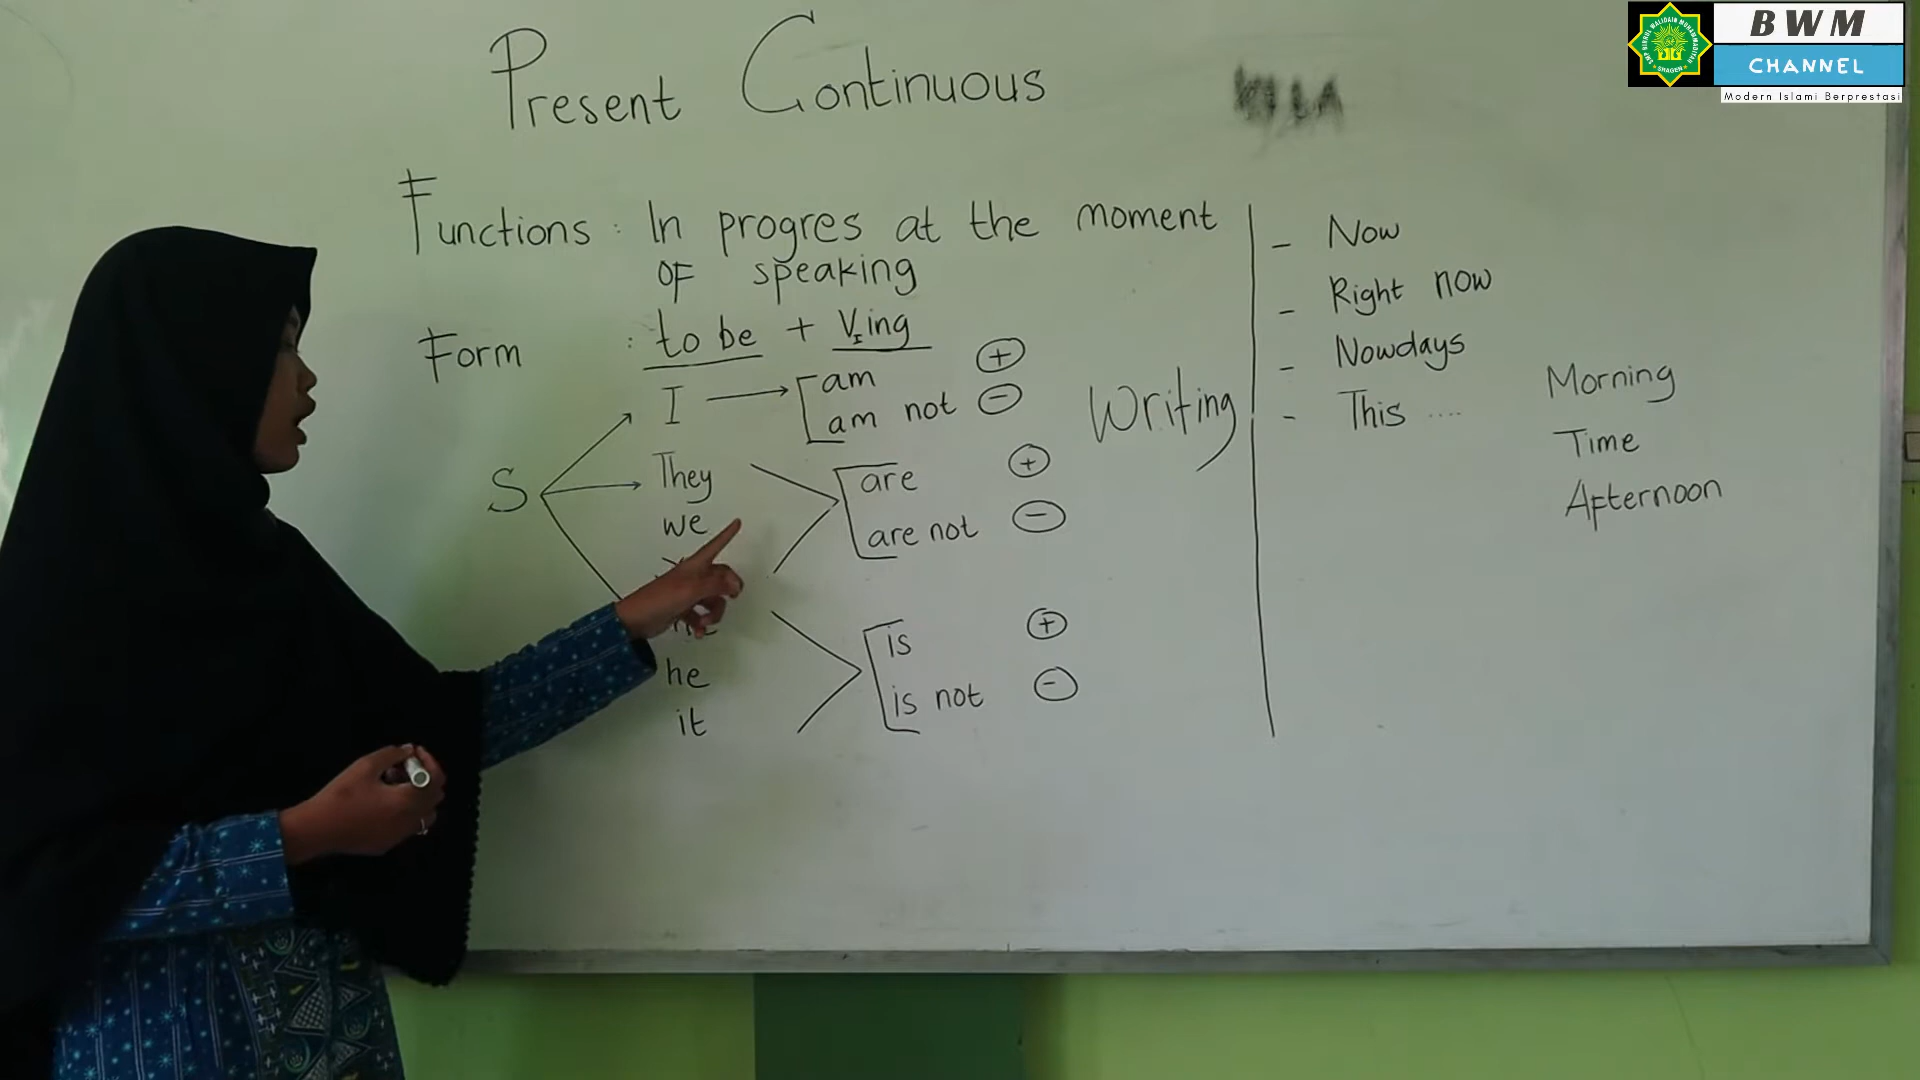 Present Continuous
BWM
CHANNEL
Modern Islami Berprestasi
Functions : In progres at the moment
OF speaking
Form : to be + VIing
S
I
am +
am not -
They
we
he
it
are +
are not -
is +
is not -
Writing
- Now
- Right now
- Nowdays
- This ....
Morning
Time
Afternoon